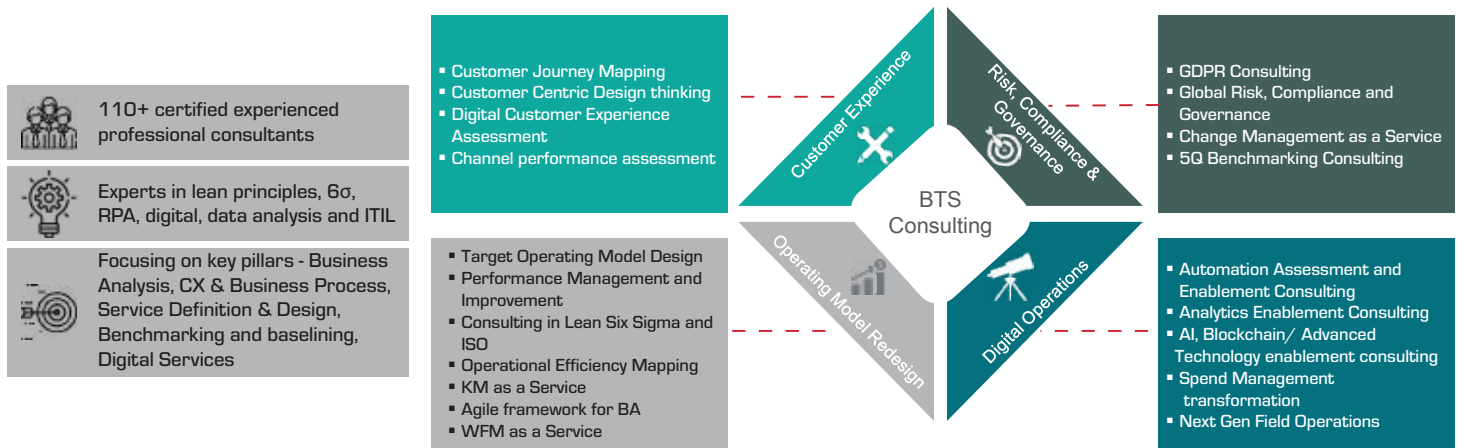 110+ certified experienced
professional consultants
Experts in lean principles, 6σ,
RPA, digital, data analysis and ITIL
Focusing on key pillars - Business
Analysis, CX & Business Process,
Service Definition & Design,
Benchmarking and baselining,
Digital Services
▪ Customer Journey Mapping
▪ Customer Centric Design thinking
▪ Digital Customer Experience
Assessment
▪ Channel performance assessment
▪ Target Operating Model Design
▪ Performance Management and
Improvement
▪ Consulting in Lean Six Sigma and
ISO
▪ Operational Efficiency Mapping
▪ KM as a Service
▪ Agile framework for BA
▪ WFM as a Service
Customer Experience
Risk, Compliance &
Governance
BTS
Consulting
Operating Model Redesign
Digital Operations
▪ GDPR Consulting
▪ Global Risk, Compliance and
Governance
▪ Change Management as a Service
▪ 5Q Benchmarking Consulting
▪ Automation Assessment and
Enablement Consulting
▪ Analytics Enablement Consulting
▪ AI, Blockchain/ Advanced
Technology enablement consulting
▪ Spend Management
transformation
▪ Next Gen Field Operations